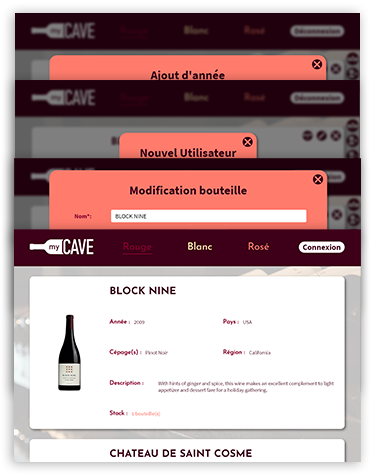 Rouge Blanc Rosé Déconnexion
Ajout d'année
my CAVE Rouge Blanc Rosé Déconnexion
Nouvel Utilisateur
Modification bouteille
Nom*: BLOCK NINE
my CAVE Rouge Blanc Rosé Connexion
BLOCK NINE
Année : 2009 Pays : USA
Cépage(s) : Pinot Noir Région : California
Description : With hints of ginger and spice, this wine makes an excellent complement to light
appetizer and dessert fare for a holiday gathering.
Stock : bouteille(s)
CHATEAU DE SAINT COSME